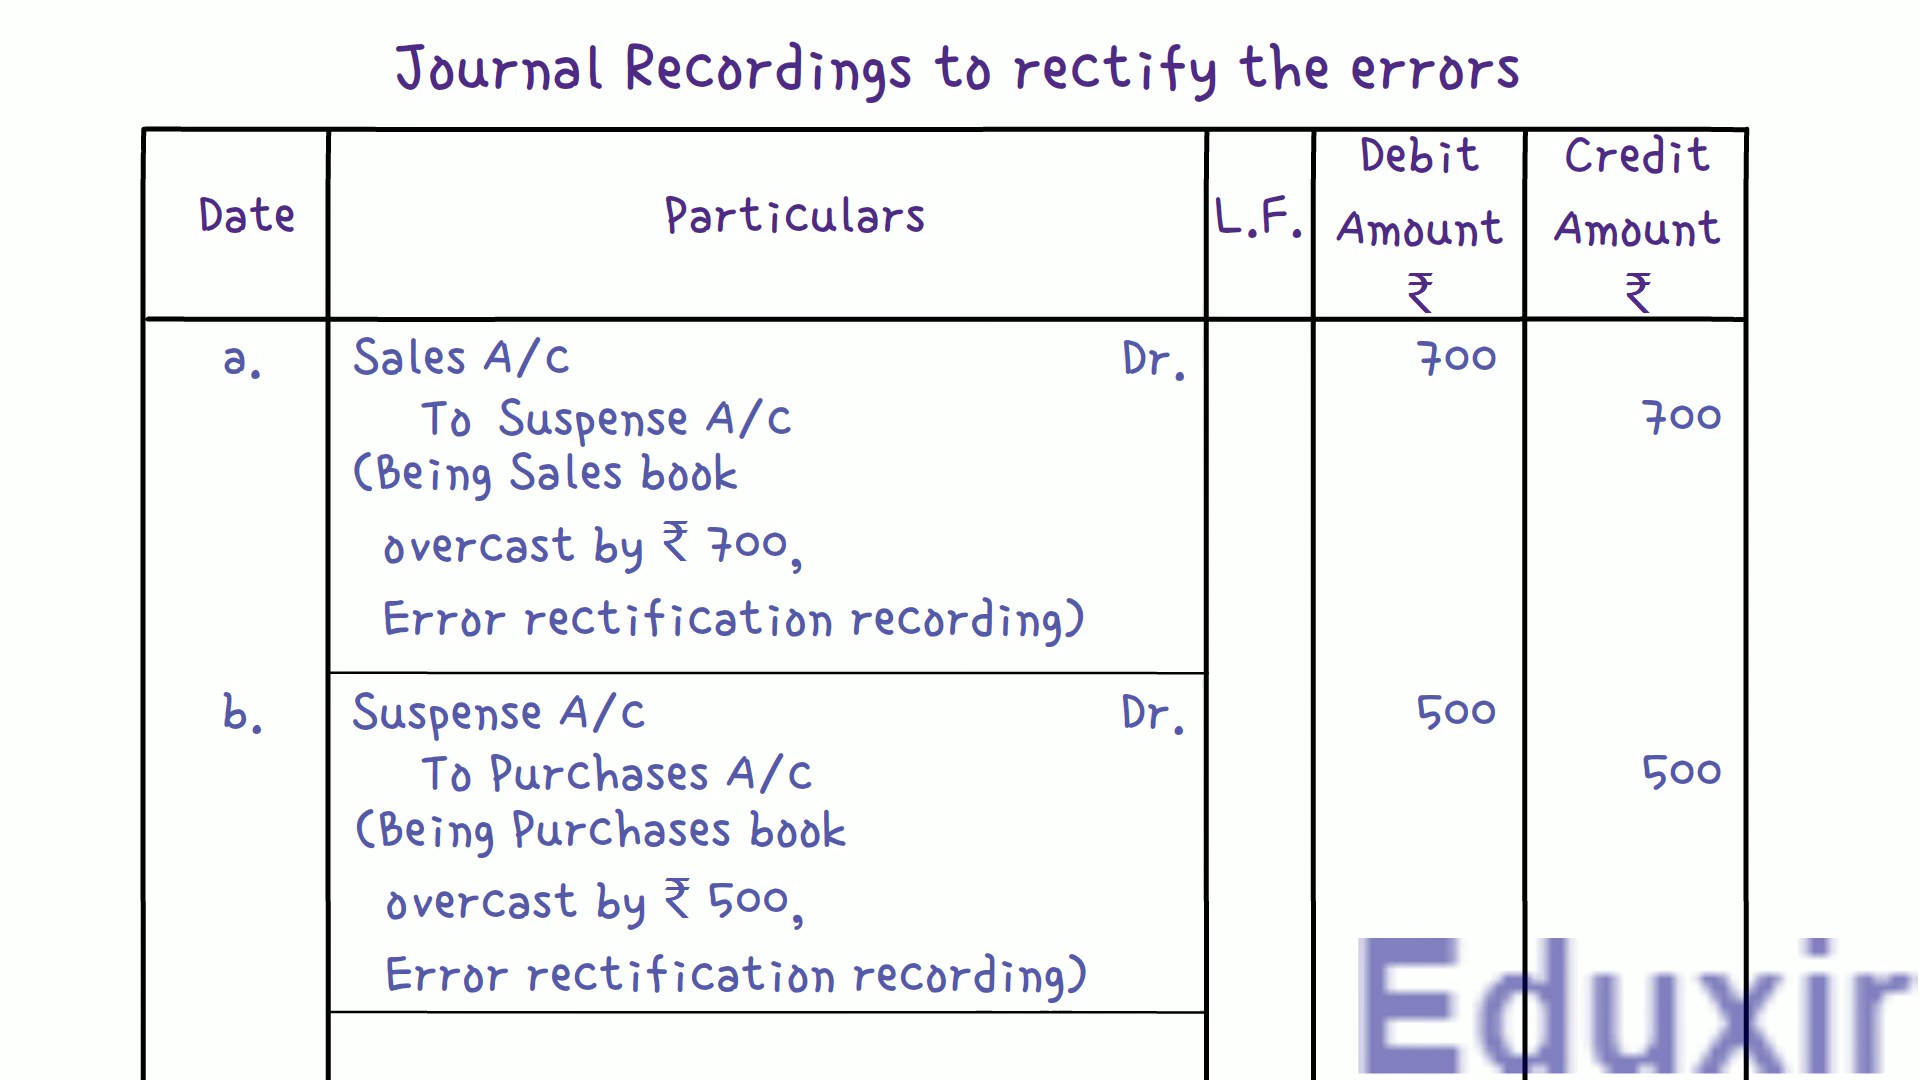 Journal Recordings to rectify the errors
Date Particulars L.F. Debit Amount ₹ Credit Amount ₹
a. Sales A/c Dr. 700
To Suspense A/c 700
(Being Sales book
overcast by ₹ 700,
Error rectification recording)
b. Suspense A/c Dr. 500
To Purchases A/c 500
(Being Purchases book
overcast by ₹ 500,
Error rectification recording)
Eduxir